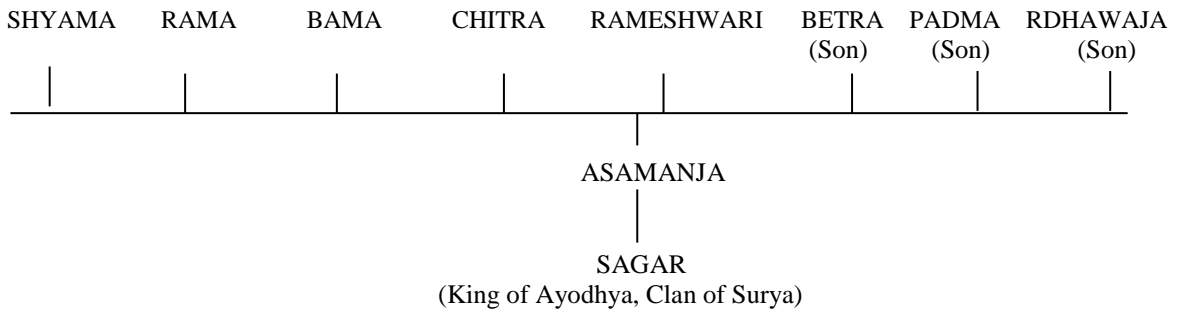 SHYAMA RAMA BAMA CHITRA RAMESHWARI BETRA PADMA RDHAWAJA
(Son) (Son) (Son)
ASAMANJA
SAGAR
(King of Ayodhya, Clan of Surya)